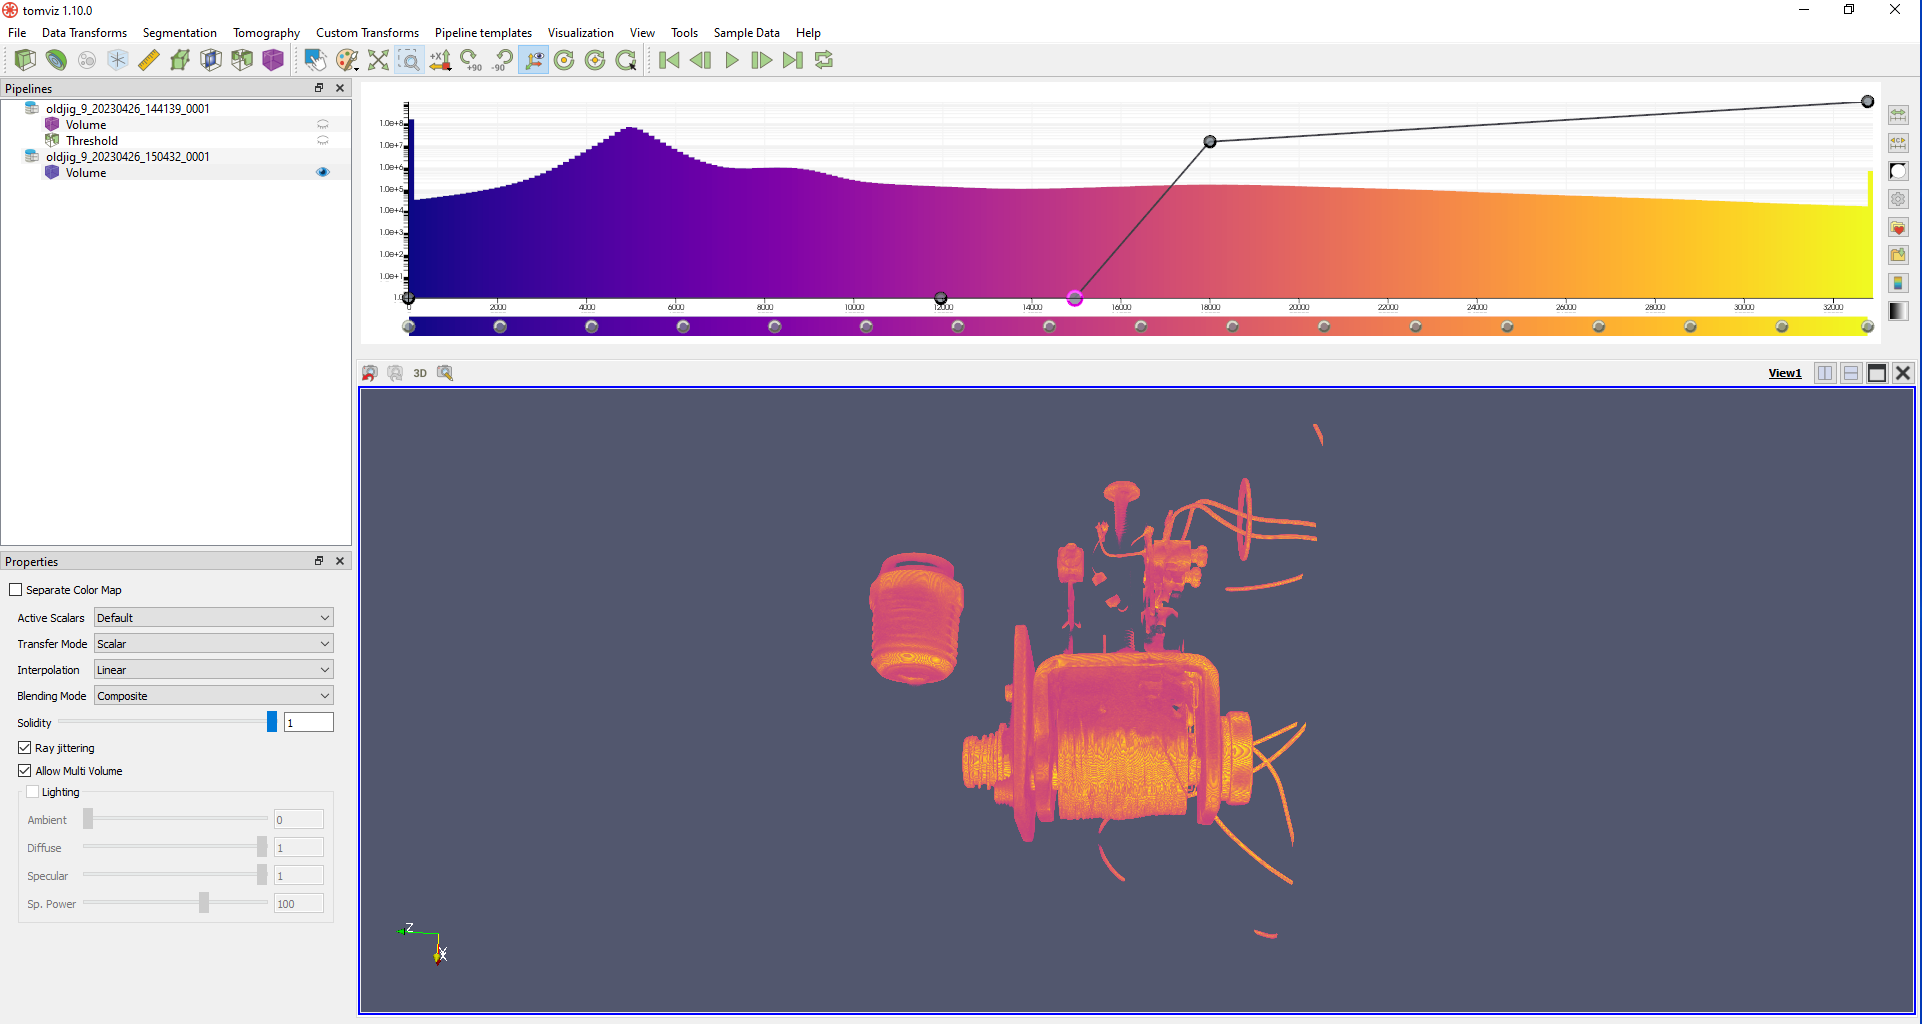 tomviz 1.10.0
File Data Transforms Segmentation Tomography Custom Transforms Pipeline templates Visualization View Tools Sample Data Help
+90 -90
Pipelines
oldjig_9_20230426_144139_0001
Volume
Threshold
oldjig_9_20230426_150432_0001
Volume
1.0e+8
1.0e+7
1.0e+6
1.0e+5
1.0e+4
1.0e+3
1.0e+2
1.0e+1
1.0
0 2000 4000 6000 8000 10000 12000 14000 16000 18000 20000 22000 24000 26000 28000 30000 32000
3D
View1
Properties
Separate Color Map
Active Scalars Default
Transfer Mode Scalar
Interpolation Linear
Blending Mode Composite
Solidity 1
Ray jittering
Allow Multi Volume
Lighting
Ambient 0
Diffuse 1
Specular 1
Sp. Power 100
Z